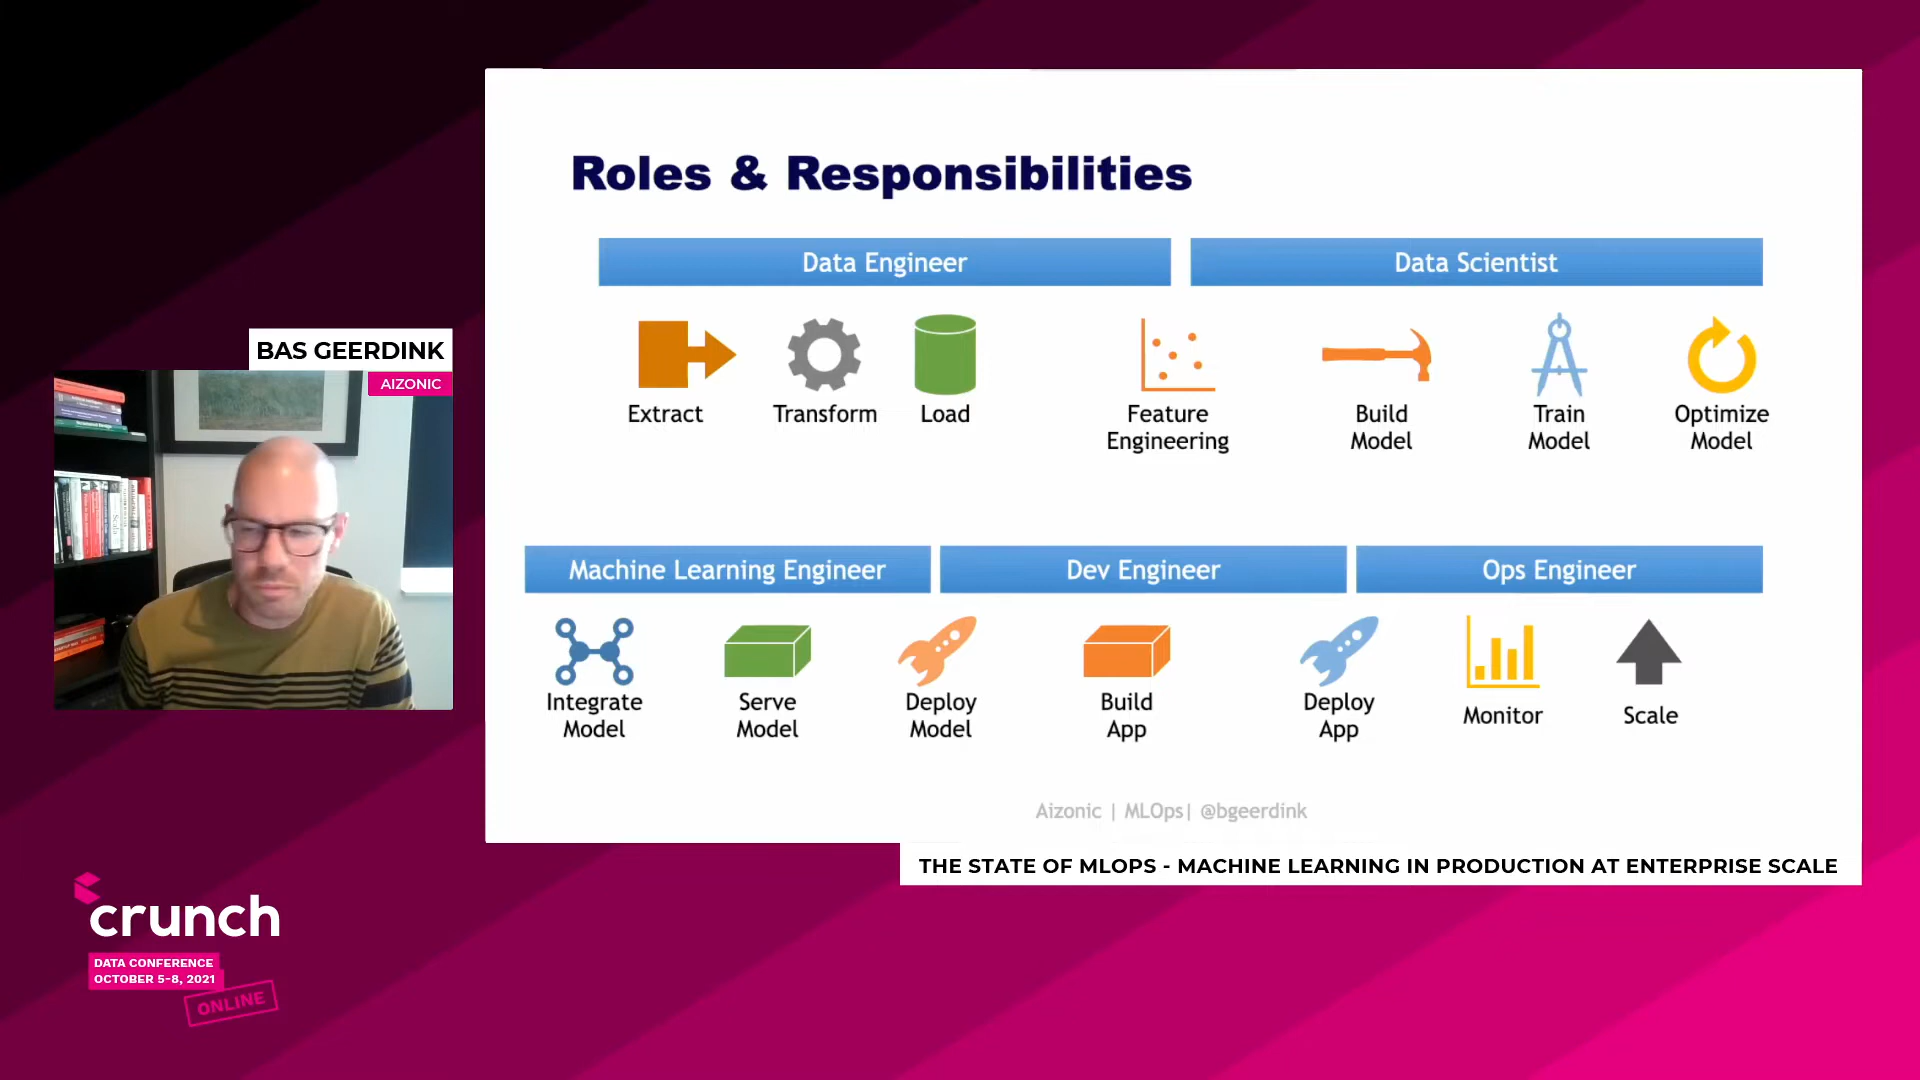 Roles & Responsibilities
Data Engineer
Data Scientist
Extract
Transform
Load
Feature
Engineering
Build
Model
Train
Model
Optimize
Model
Machine Learning Engineer
Dev Engineer
Ops Engineer
Integrate
Model
Serve
Model
Deploy
Model
Build
App
Deploy
App
Monitor
Scale
Aizonic | MLOps| @bgeerdink
THE STATE OF MLOPS - MACHINE LEARNING IN PRODUCTION AT ENTERPRISE SCALE
BAS GEERDINK
AIZONIC
crunch
DATA CONFERENCE
OCTOBER 5-8, 2021
ONLINE